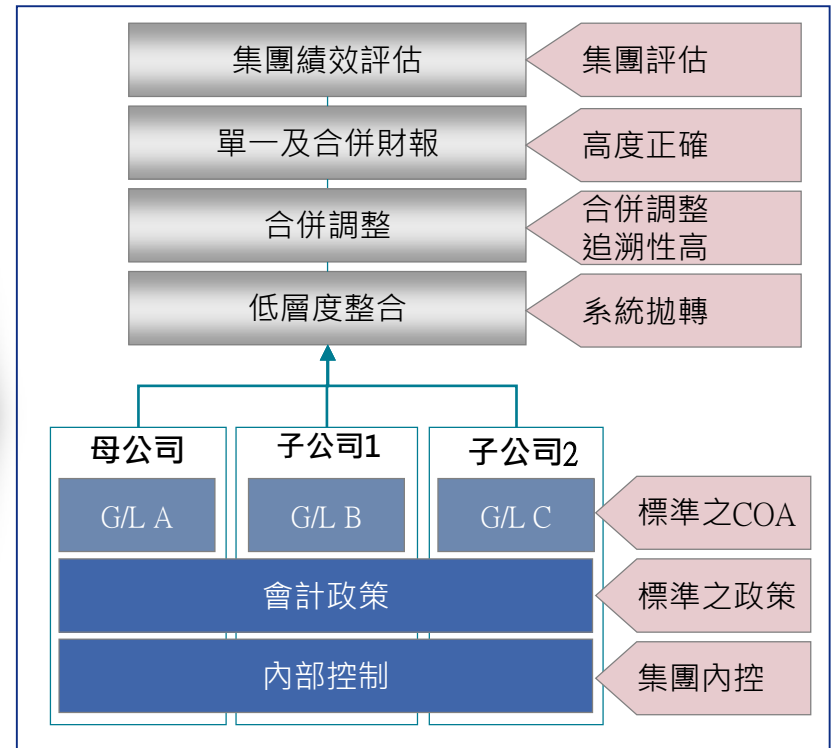 集團績效評估
集團評估
單一及合併財報
高度正確
合併調整
合併調整
追溯性高
低層度整合
系統拋轉
母公司
子公司1
子公司2
G/L A
G/L B
G/L C
標準之COA
會計政策
標準之政策
內部控制
集團內控